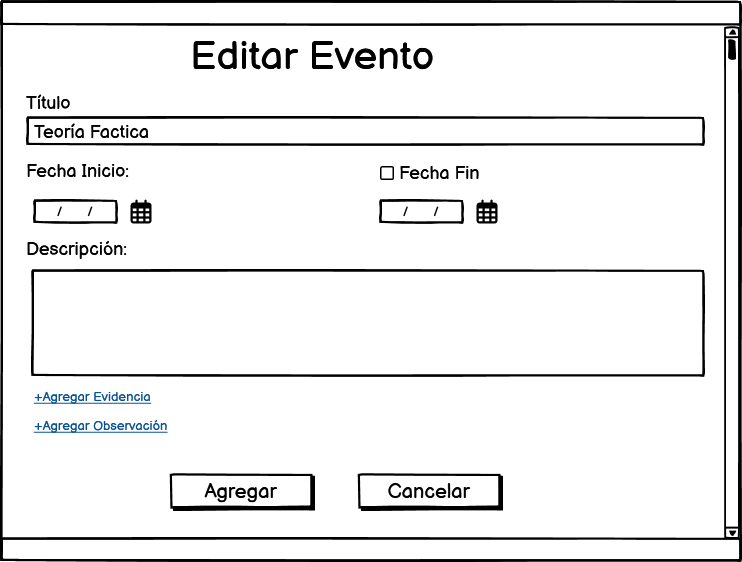 Editar Evento
Título
Teoría Factica
Fecha Inicio:
Fecha Fin
/ /
/ /
Descripción:
+Agregar Evidencia
+Agregar Observación
Agregar
Cancelar